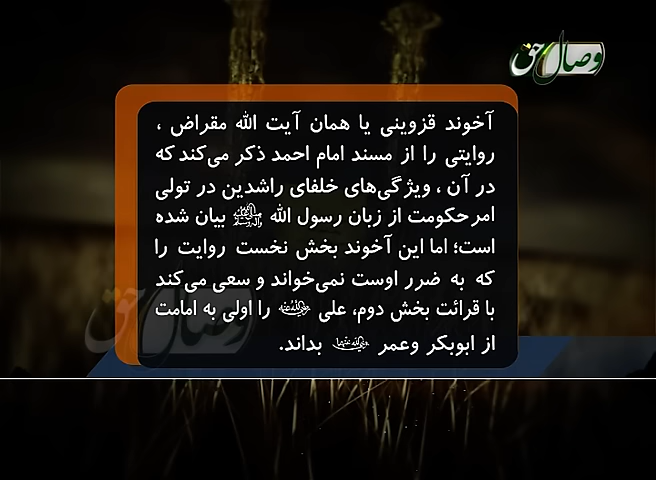 وصال حق
آخوند قزوینی یا همان آیت الله مقراض ،
روایتی را از مسند امام احمد ذکر می‌کند که
در آن ، ویژگی‌های خلفای راشدین در تولی
امرحکومت از زبان رسول الله ﷺ بیان شده
است؛ اما این آخوند بخش نخست روایت را
که به ضرر اوست نمی‌خواند و سعی می‌کند
با قرائت بخش دوم، علی رضی‌الله‌عنه را اولی به امامت
از ابوبکر وعمر رضی‌الله‌عنهما بداند.
وصال حق